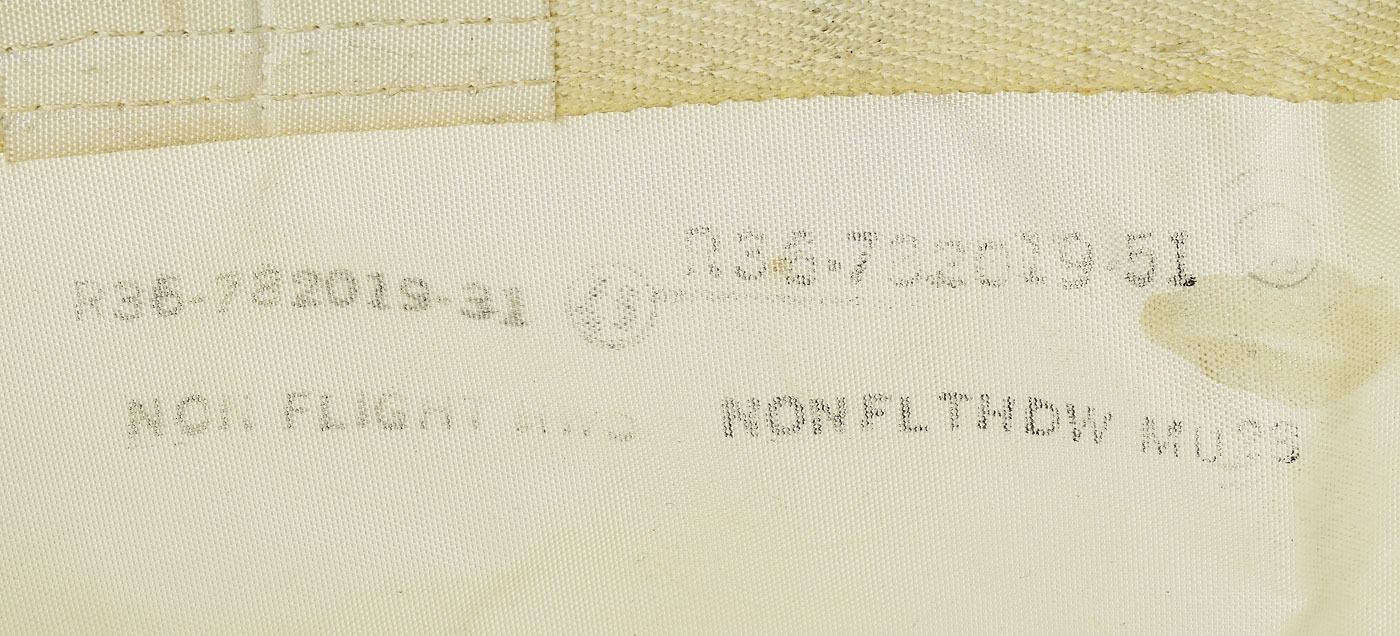 R36-722019-31
R36-722019-51
NON FLIGHT
NONFLTHDW